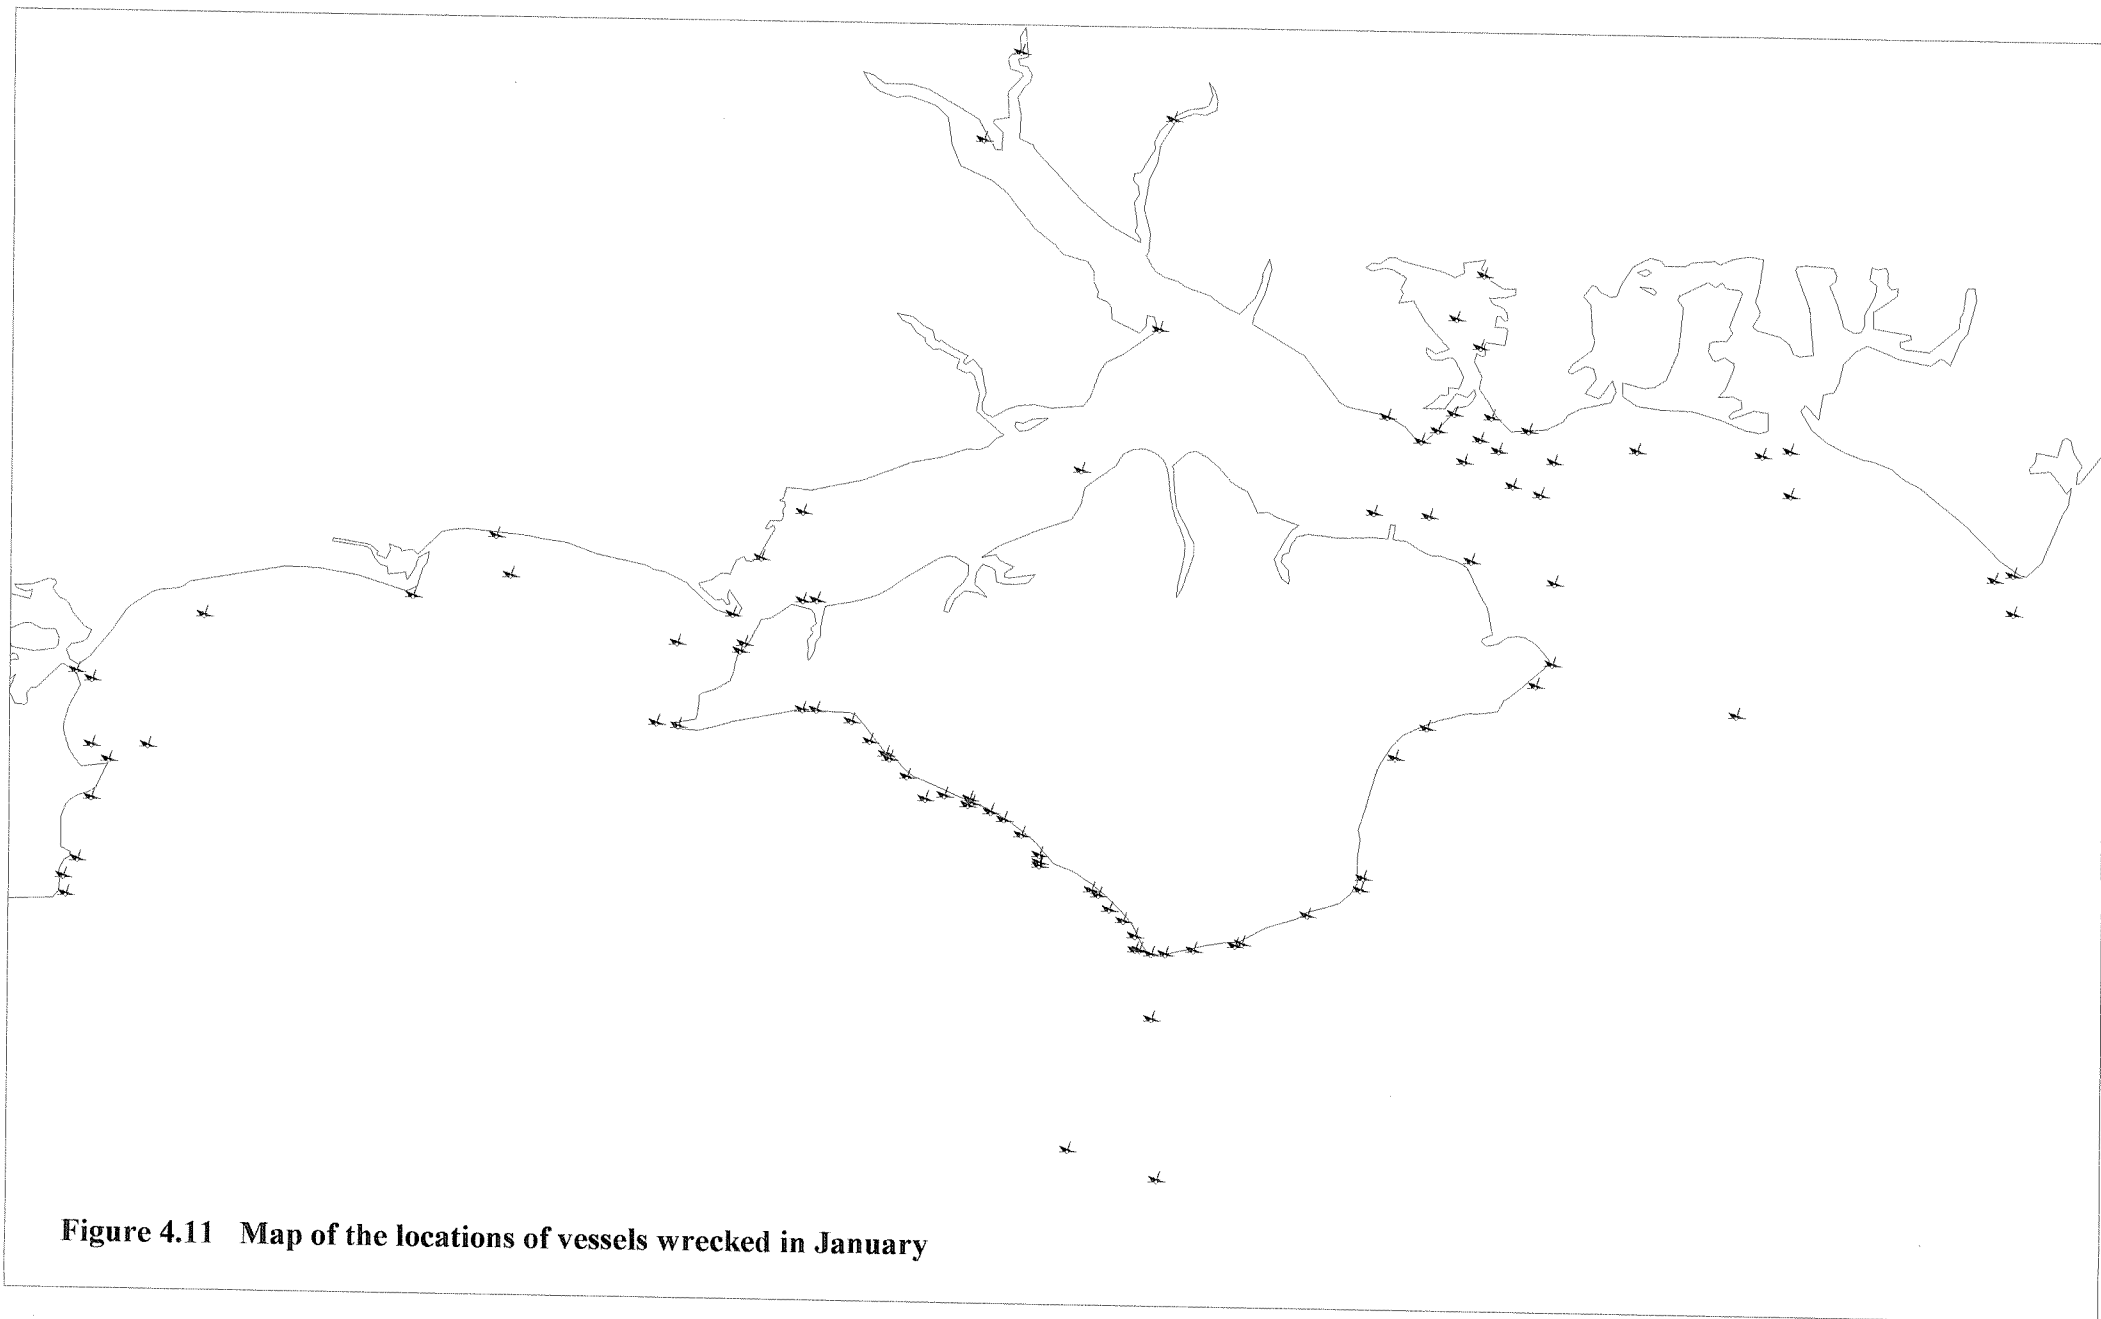 Figure 4.11 Map of the locations of vessels wrecked in January